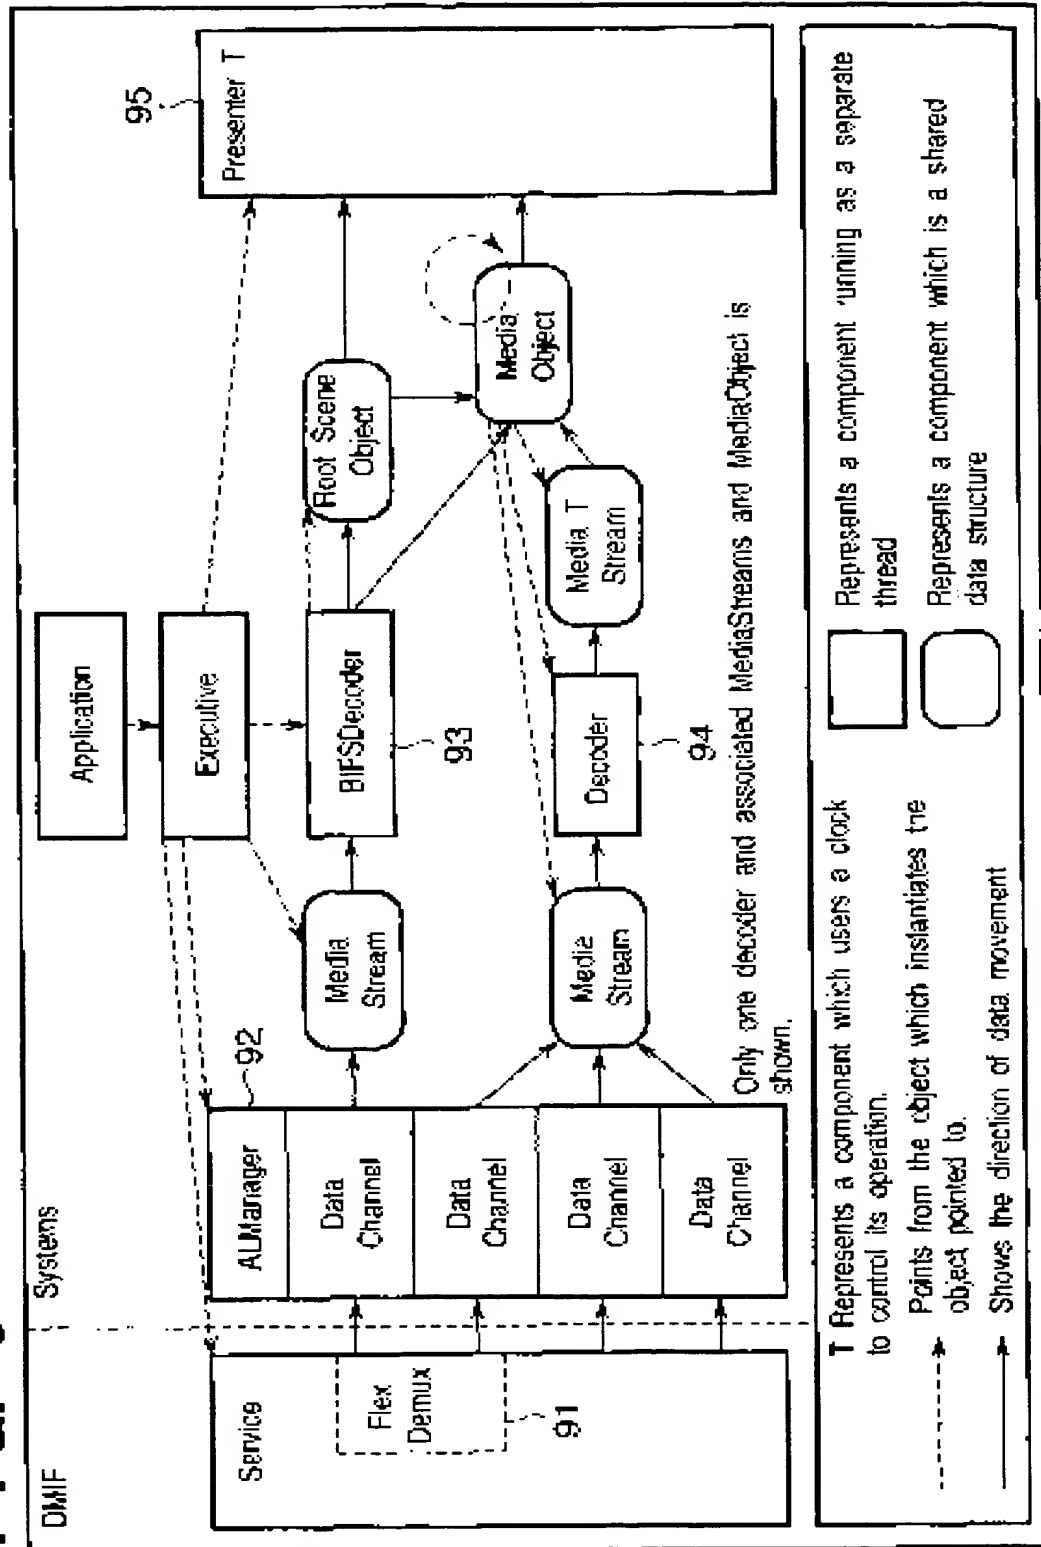 DMIF
Systems
Application
Executive
Service
Flex
Demux
91
ALManager
92
Data
Channel
Data
Channel
Data
Channel
Data
Channel
Media
Stream
BIFSDecoder
93
Root Scene
Object
Presenter T
95
Media
Stream
Decoder
94
Media T
Stream
Media
Object
Only one decoder and associated MediaStreams and MediaObject is
shown.
T Represents a component which users a clock
to control its operation.
Points from the object which instantiates the
object pointed to.
Shows the direction of data movement
Represents a component running as a separate
thread
Represents a component which is a shared
data structure